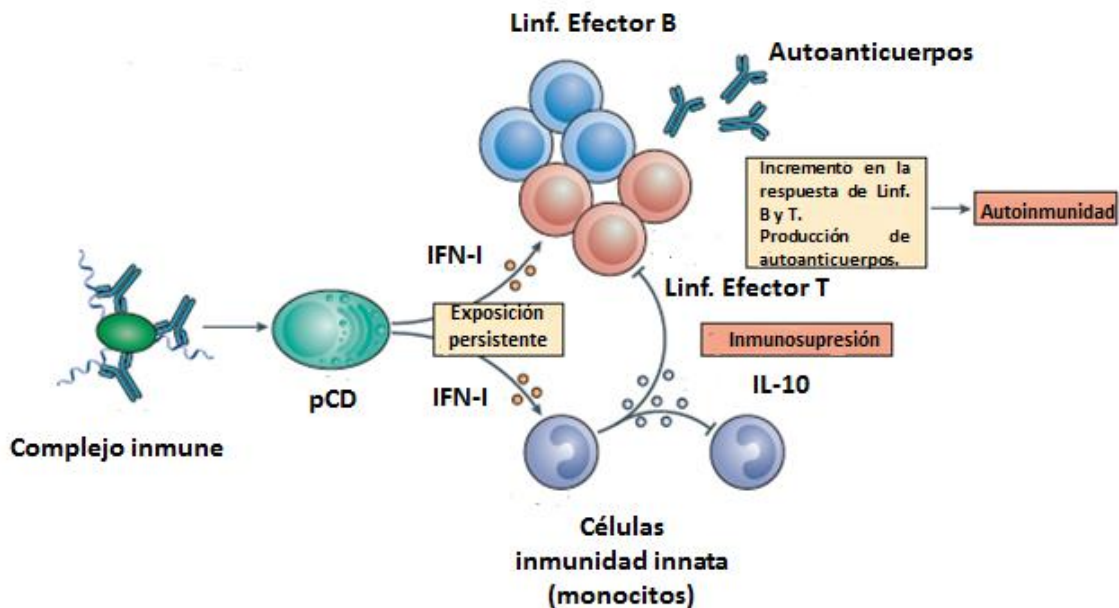 Linf. Efector B
Autoanticuerpos
Incremento en la
respuesta de Linf.
B y T.
Producción de
autoanticuerpos.
Autoinmunidad
IFN-I
Linf. Efector T
Exposición
persistente
Inmunosupresión
IL-10
IFN-I
pCD
Complejo inmune
Células
inmunidad innata
(monocitos)